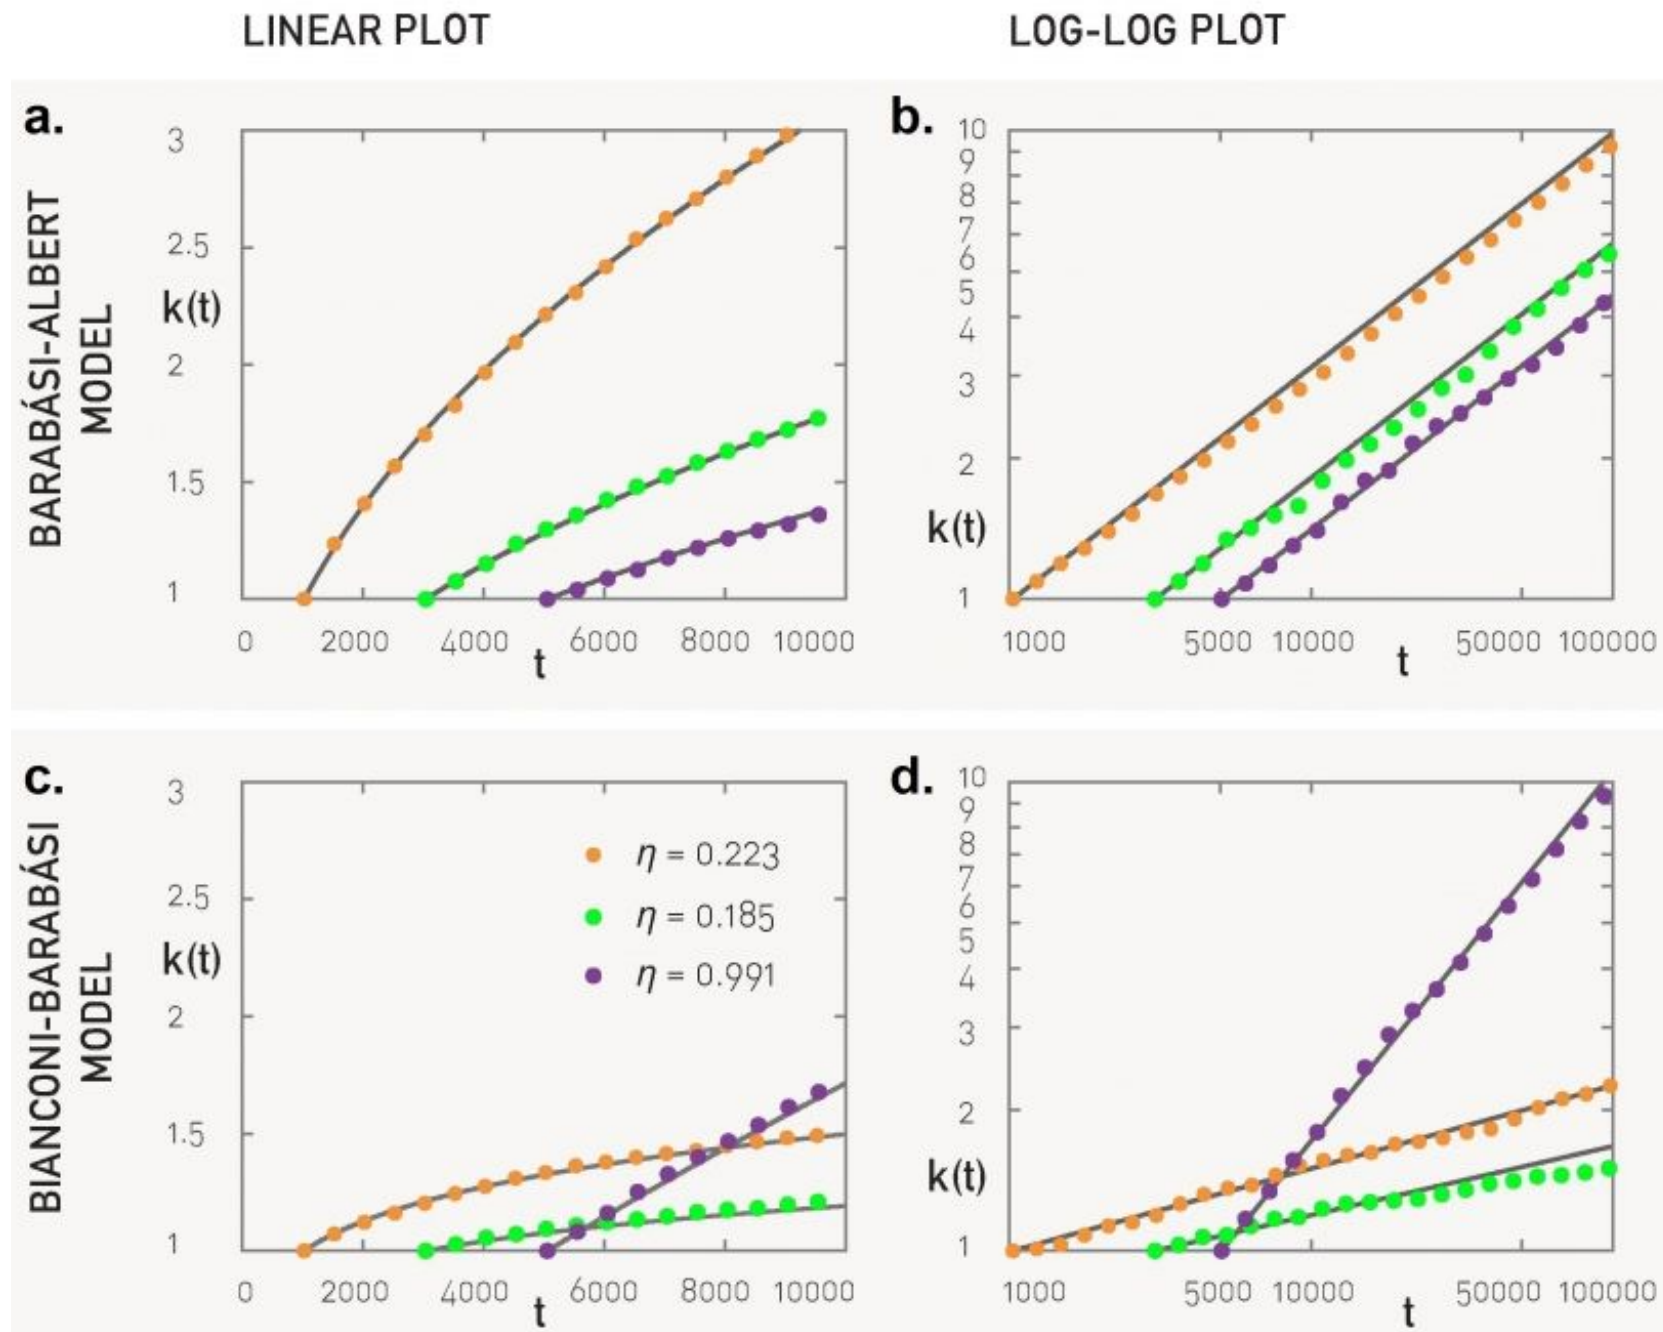 LINEAR PLOT
LOG-LOG PLOT
BARABÁSI-ALBERT
MODEL
a.
3
2.5
k(t)
2
1.5
1
0 2000 4000 6000 8000 10000
t
b.
10
9
8
7
6
5
4
3
2
k(t)
1
1000 5000 10000 50000 100000
t
BIANCONI-BARABÁSI
MODEL
c.
3
2.5
k(t)
2
1.5
1
η = 0.223
η = 0.185
η = 0.991
0 2000 4000 6000 8000 10000
t
d.
10
9
8
7
6
5
4
3
2
k(t)
1
1000 5000 10000 50000 100000
t